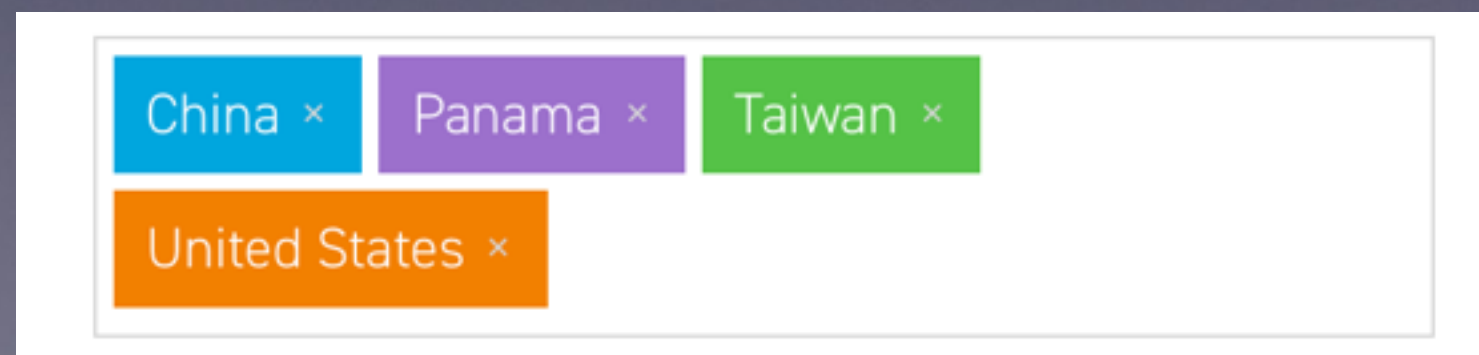 China × Panama × Taiwan ×
United States ×